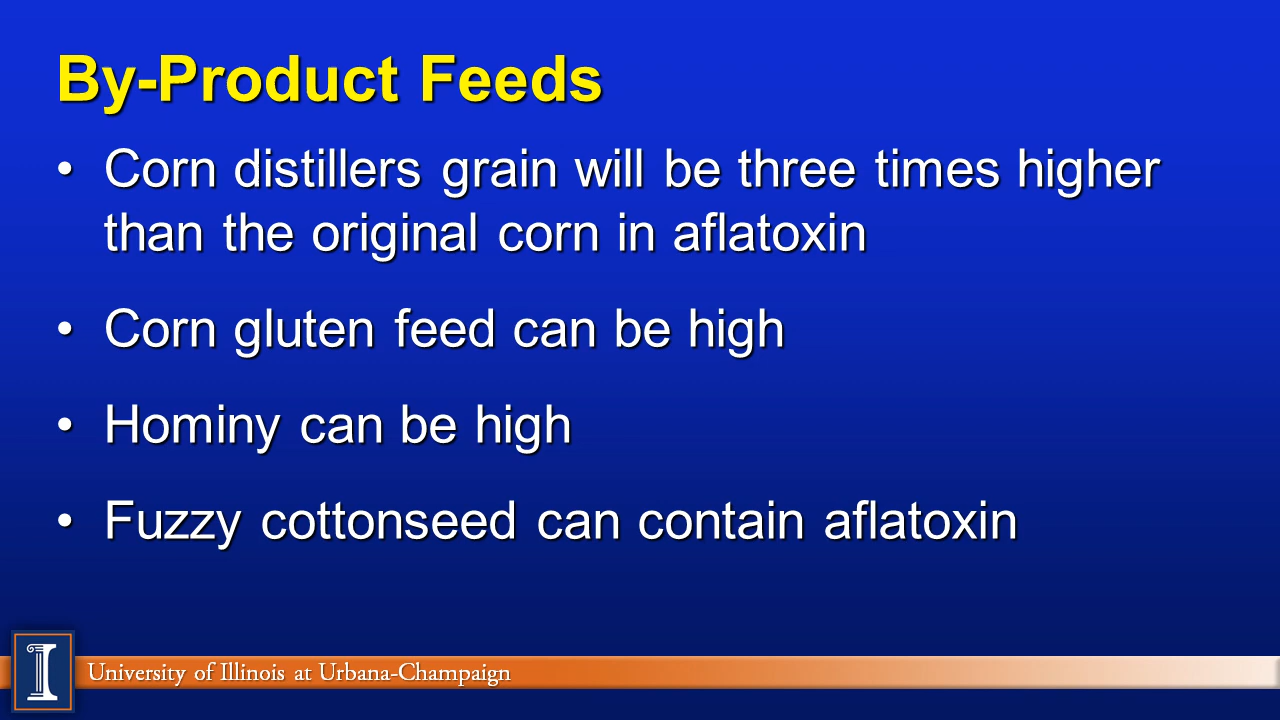 By-Product Feeds
• Corn distillers grain will be three times higher
than the original corn in aflatoxin
• Corn gluten feed can be high
• Hominy can be high
• Fuzzy cottonseed can contain aflatoxin
I
University of Illinois at Urbana-Champaign